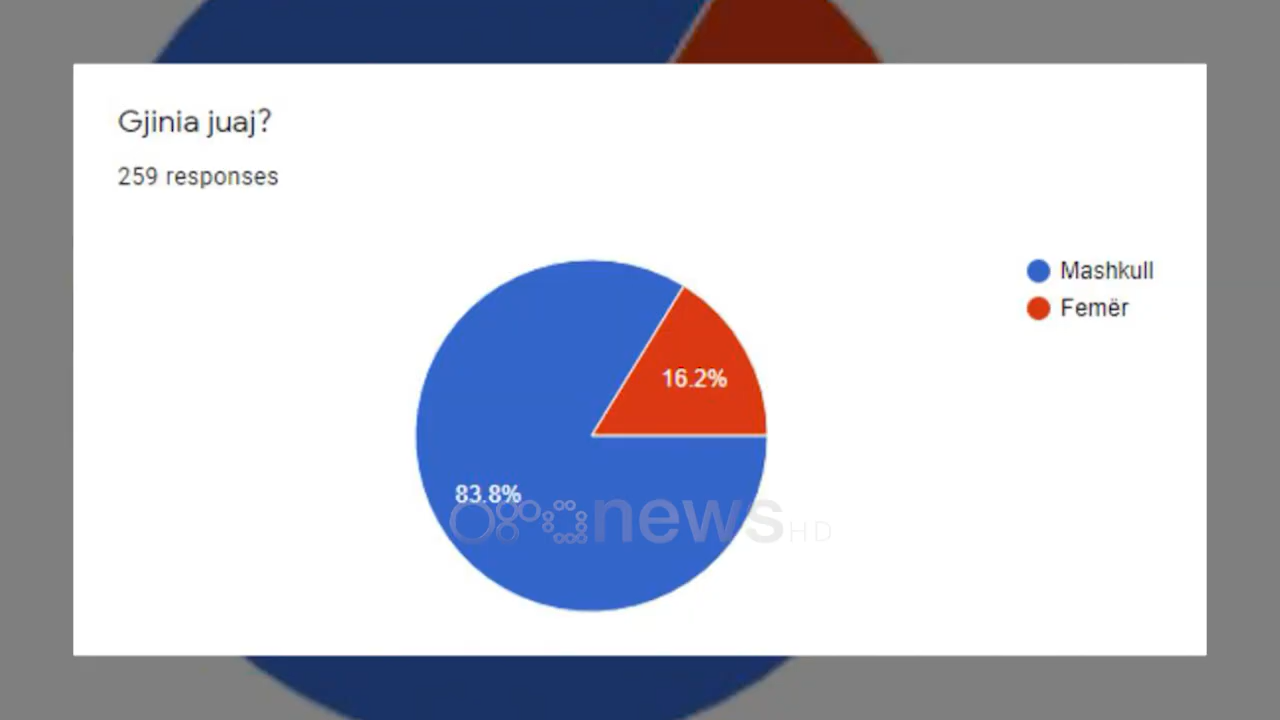 Gjinia juaj?
259 responses
Mashkull
Femër
16.2%
83.8%
news HD